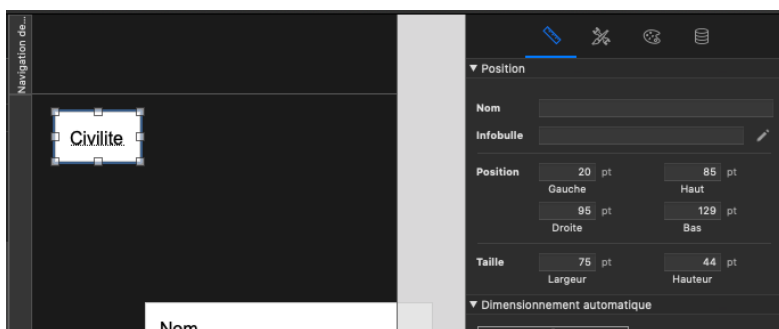 Navigation de...
▼ Position
Nom
Civilite
Infobulle
Position 20 pt 85 pt
Gauche Haut
95 pt 129 pt
Droite Bas
Taille 75 pt 44 pt
Largeur Hauteur
▼ Dimensionnement automatique
Nom